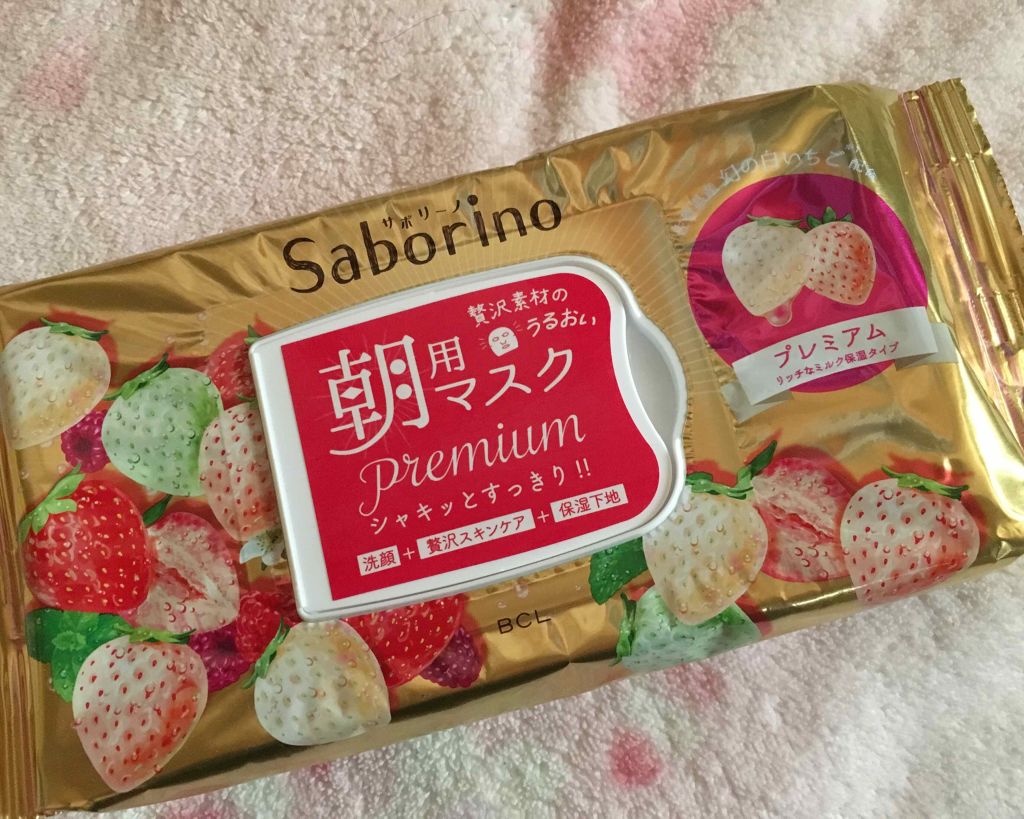 サボリーノ
Saborino
贅沢素材の
うるおい
朝用
マスク
Premium
シャキッとすっきり!!
洗顔 + 贅沢スキンケア + 保湿下地
BCL
幻の白いちご
プレミアム
リッチなミルク保湿タイプ